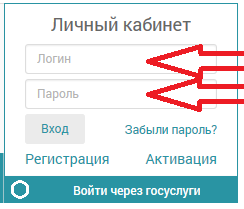 Личный кабинет
Логин
Пароль
Вход Забыли пароль?
Регистрация Активация
Войти через госуслуги